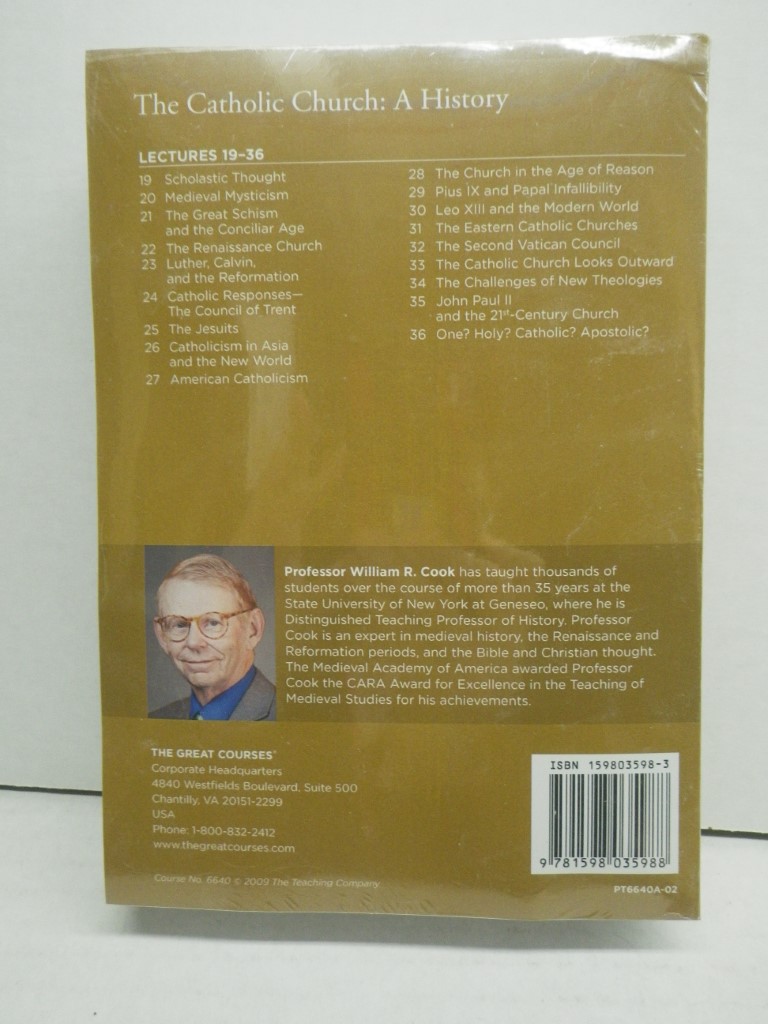 The Catholic Church: A History
LECTURES 19–36
19 Scholastic Thought
20 Medieval Mysticism
21 The Great Schism
and the Conciliar Age
22 The Renaissance Church
23 Luther, Calvin,
and the Reformation
24 Catholic Responses—
The Council of Trent
25 The Jesuits
26 Catholicism in Asia
and the New World
27 American Catholicism
28 The Church in the Age of Reason
29 Pius IX and Papal Infallibility
30 Leo XIII and the Modern World
31 The Eastern Catholic Churches
32 The Second Vatican Council
33 The Catholic Church Looks Outward
34 The Challenges of New Theologies
35 John Paul II
and the 21st-Century Church
36 One? Holy? Catholic? Apostolic?
Professor William R. Cook has taught thousands of
students over the course of more than 35 years at the
State University of New York at Geneseo, where he is
Distinguished Teaching Professor of History. Professor
Cook is an expert in medieval history, the Renaissance and
Reformation periods, and the Bible and Christian thought.
The Medieval Academy of America awarded Professor
Cook the CARA Award for Excellence in the Teaching of
Medieval Studies for his achievements.
THE GREAT COURSES®
Corporate Headquarters
4840 Westfields Boulevard, Suite 500
Chantilly, VA 20151-2299
USA
Phone: 1-800-832-2412
www.thegreatcourses.com
Course No. 6640 © 2009 The Teaching Company
ISBN 159803598-3
9 781598 035988
PT6640A-02